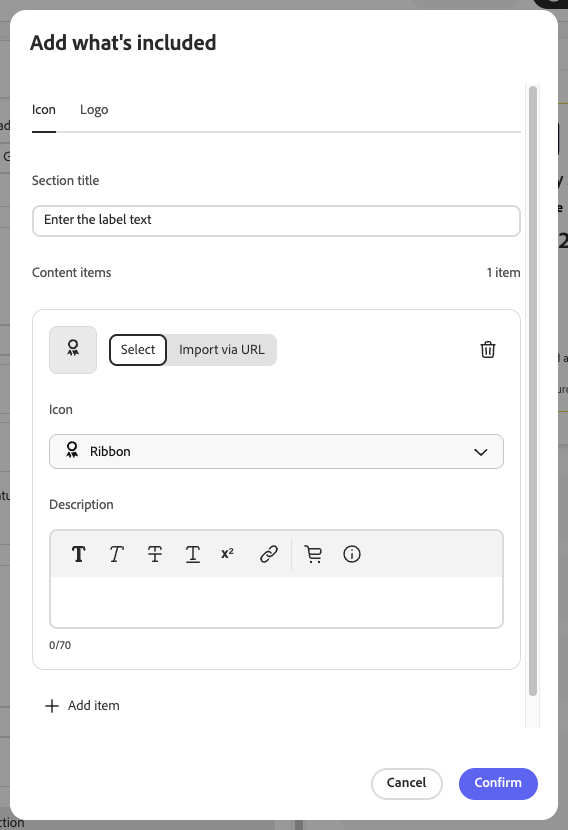 Add what's included
Icon
Logo
Section title
Enter the label text
Content items
1 item
Select
Import via URL
Icon
Ribbon
Description
T T T T x²
0/70
Add item
Cancel
Confirm